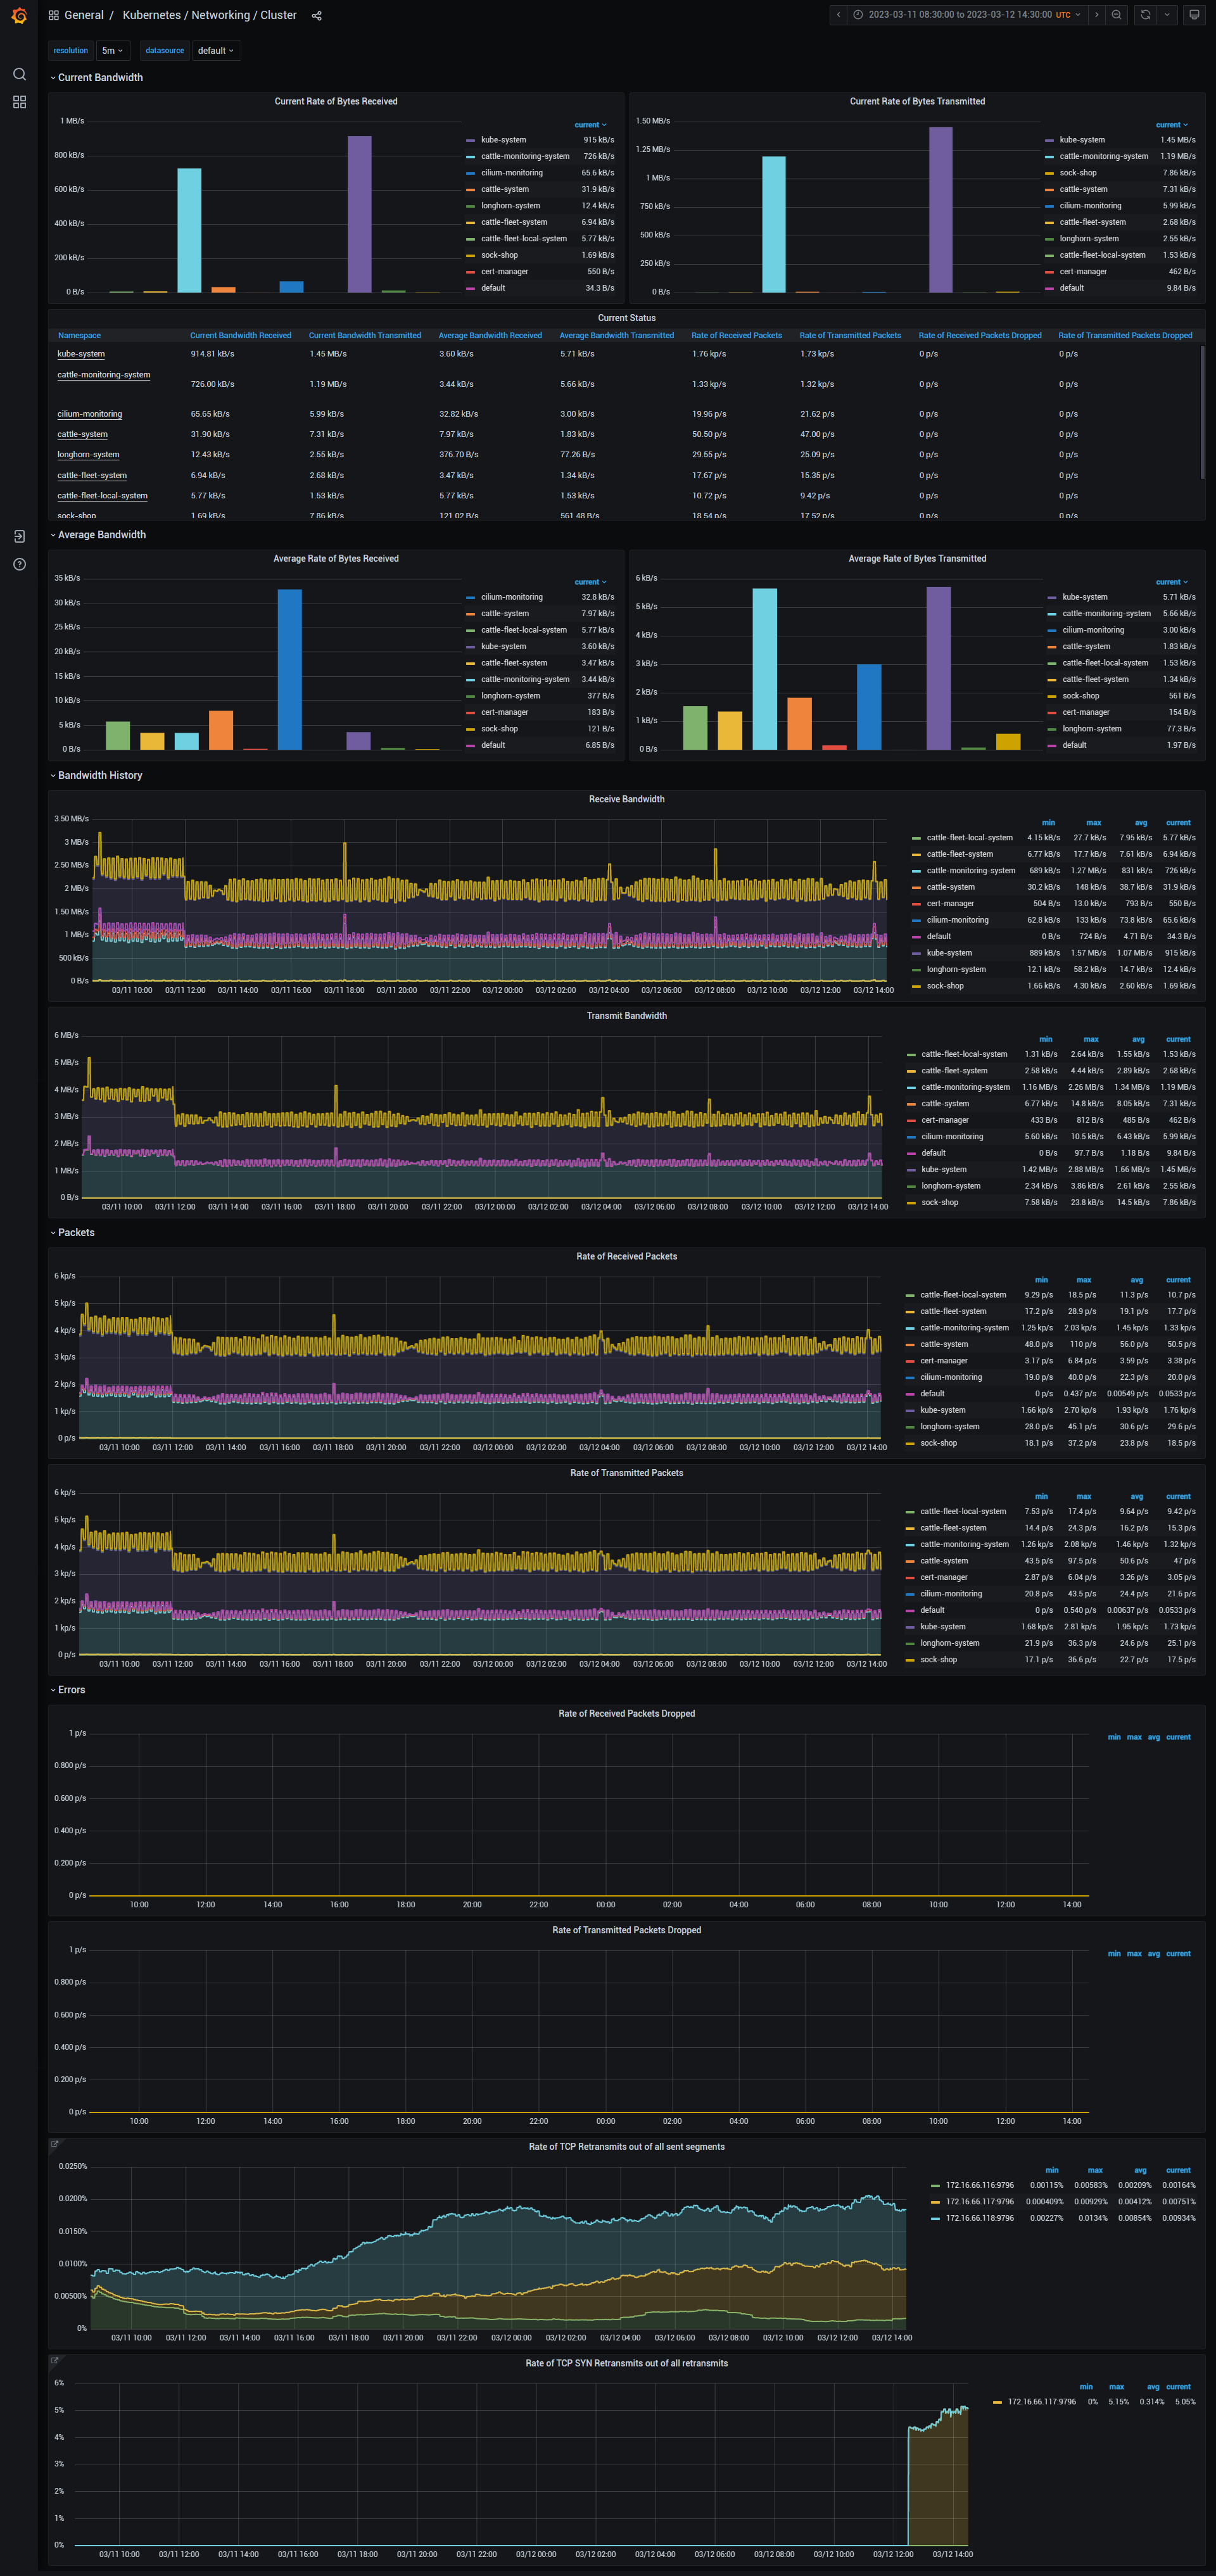 General / Kubernetes / Networking / Cluster
2023-03-11 08:30:00 to 2023-03-12 14:30:00 UTC
resolution 5m datasource default
Current Bandwidth
Current Rate of Bytes Received
1 MB/s
800 kB/s
600 kB/s
400 kB/s
200 kB/s
0 B/s
current
kube-system 915 kB/s
cattle-monitoring-system 726 kB/s
cilium-monitoring 65.6 kB/s
cattle-system 31.9 kB/s
longhorn-system 12.4 kB/s
cattle-fleet-system 6.94 kB/s
cattle-fleet-local-system 5.77 kB/s
sock-shop 1.69 kB/s
cert-manager 550 B/s
default 34.3 B/s
Current Rate of Bytes Transmitted
1.50 MB/s
1.25 MB/s
1 MB/s
750 kB/s
500 kB/s
250 kB/s
0 B/s
current
kube-system 1.45 MB/s
cattle-monitoring-system 1.19 MB/s
sock-shop 7.86 kB/s
cattle-system 7.31 kB/s
cilium-monitoring 5.99 kB/s
cattle-fleet-system 2.68 kB/s
longhorn-system 2.55 kB/s
cattle-fleet-local-system 1.53 kB/s
cert-manager 462 B/s
default 9.84 B/s
Current Status
Namespace Current Bandwidth Received Current Bandwidth Transmitted Average Bandwidth Received Average Bandwidth Transmitted Rate of Received Packets Rate of Transmitted Packets Rate of Received Packets Dropped Rate of Transmitted Packets Dropped
kube-system 914.81 kB/s 1.45 MB/s 3.60 kB/s 5.71 kB/s 1.76 kp/s 1.73 kp/s 0 p/s 0 p/s
cattle-monitoring-system 726.00 kB/s 1.19 MB/s 3.44 kB/s 5.66 kB/s 1.33 kp/s 1.32 kp/s 0 p/s 0 p/s
cilium-monitoring 65.65 kB/s 5.99 kB/s 32.82 kB/s 3.00 kB/s 19.96 p/s 21.62 p/s 0 p/s 0 p/s
cattle-system 31.90 kB/s 7.31 kB/s 7.97 kB/s 1.83 kB/s 50.50 p/s 47.00 p/s 0 p/s 0 p/s
longhorn-system 12.43 kB/s 2.55 kB/s 376.70 B/s 77.26 B/s 29.55 p/s 25.09 p/s 0 p/s 0 p/s
cattle-fleet-system 6.94 kB/s 2.68 kB/s 3.47 kB/s 1.34 kB/s 17.67 p/s 15.35 p/s 0 p/s 0 p/s
cattle-fleet-local-system 5.77 kB/s 1.53 kB/s 5.77 kB/s 1.53 kB/s 10.72 p/s 9.42 p/s 0 p/s 0 p/s
sock-shop 1.69 kB/s 7.86 kB/s 121.02 B/s 561.48 B/s 18.54 p/s 17.52 p/s 0 p/s 0 p/s
Average Bandwidth
Average Rate of Bytes Received
35 kB/s
30 kB/s
25 kB/s
20 kB/s
15 kB/s
10 kB/s
5 kB/s
0 B/s
current
cilium-monitoring 32.8 kB/s
cattle-system 7.97 kB/s
cattle-fleet-local-system 5.77 kB/s
kube-system 3.60 kB/s
cattle-fleet-system 3.47 kB/s
cattle-monitoring-system 3.44 kB/s
longhorn-system 377 B/s
cert-manager 183 B/s
sock-shop 121 B/s
default 6.85 B/s
Average Rate of Bytes Transmitted
6 kB/s
5 kB/s
4 kB/s
3 kB/s
2 kB/s
1 kB/s
0 B/s
current
kube-system 5.71 kB/s
cattle-monitoring-system 5.66 kB/s
cilium-monitoring 3.00 kB/s
cattle-system 1.83 kB/s
cattle-fleet-local-system 1.53 kB/s
cattle-fleet-system 1.34 kB/s
sock-shop 561 B/s
cert-manager 154 B/s
longhorn-system 77.3 B/s
default 1.97 B/s
Bandwidth History
Receive Bandwidth
3.50 MB/s
3 MB/s
2.50 MB/s
2 MB/s
1.50 MB/s
1 MB/s
500 kB/s
0 B/s
03/11 10:00 03/11 12:00 03/11 14:00 03/11 16:00 03/11 18:00 03/11 20:00 03/11 22:00 03/12 00:00 03/12 02:00 03/12 04:00 03/12 06:00 03/12 08:00 03/12 10:00 03/12 12:00 03/12 14:00
min max avg current
cattle-fleet-local-system 4.15 kB/s 27.7 kB/s 7.95 kB/s 5.77 kB/s
cattle-fleet-system 6.77 kB/s 17.7 kB/s 7.61 kB/s 6.94 kB/s
cattle-monitoring-system 689 kB/s 1.27 MB/s 831 kB/s 726 kB/s
cattle-system 30.2 kB/s 148 kB/s 38.7 kB/s 31.9 kB/s
cert-manager 504 B/s 13.0 kB/s 793 B/s 550 B/s
cilium-monitoring 62.8 kB/s 133 kB/s 73.8 kB/s 65.6 kB/s
default 0 B/s 724 B/s 4.71 B/s 34.3 B/s
kube-system 889 kB/s 1.57 MB/s 1.07 MB/s 915 kB/s
longhorn-system 12.1 kB/s 58.2 kB/s 14.7 kB/s 12.4 kB/s
sock-shop 1.66 kB/s 4.30 kB/s 2.60 kB/s 1.69 kB/s
Transmit Bandwidth
6 MB/s
5 MB/s
4 MB/s
3 MB/s
2 MB/s
1 MB/s
0 B/s
03/11 10:00 03/11 12:00 03/11 14:00 03/11 16:00 03/11 18:00 03/11 20:00 03/11 22:00 03/12 00:00 03/12 02:00 03/12 04:00 03/12 06:00 03/12 08:00 03/12 10:00 03/12 12:00 03/12 14:00
min max avg current
cattle-fleet-local-system 1.31 kB/s 2.64 kB/s 1.55 kB/s 1.53 kB/s
cattle-fleet-system 2.58 kB/s 4.44 kB/s 2.89 kB/s 2.68 kB/s
cattle-monitoring-system 1.16 MB/s 2.26 MB/s 1.34 MB/s 1.19 MB/s
cattle-system 6.77 kB/s 14.8 kB/s 8.05 kB/s 7.31 kB/s
cert-manager 433 B/s 812 B/s 485 B/s 462 B/s
cilium-monitoring 5.60 kB/s 10.5 kB/s 6.43 kB/s 5.99 kB/s
default 0 B/s 97.7 B/s 1.18 B/s 9.84 B/s
kube-system 1.42 MB/s 2.88 MB/s 1.66 MB/s 1.45 MB/s
longhorn-system 2.34 kB/s 3.86 kB/s 2.61 kB/s 2.55 kB/s
sock-shop 7.58 kB/s 23.8 kB/s 14.5 kB/s 7.86 kB/s
Packets
Rate of Received Packets
6 kp/s
5 kp/s
4 kp/s
3 kp/s
2 kp/s
1 kp/s
0 p/s
03/11 10:00 03/11 12:00 03/11 14:00 03/11 16:00 03/11 18:00 03/11 20:00 03/11 22:00 03/12 00:00 03/12 02:00 03/12 04:00 03/12 06:00 03/12 08:00 03/12 10:00 03/12 12:00 03/12 14:00
min max avg current
cattle-fleet-local-system 9.29 p/s 18.5 p/s 11.3 p/s 10.7 p/s
cattle-fleet-system 17.2 p/s 28.9 p/s 19.1 p/s 17.7 p/s
cattle-monitoring-system 1.25 kp/s 2.03 kp/s 1.45 kp/s 1.33 kp/s
cattle-system 48.0 p/s 110 p/s 56.0 p/s 50.5 p/s
cert-manager 3.17 p/s 6.84 p/s 3.59 p/s 3.38 p/s
cilium-monitoring 19.0 p/s 40.0 p/s 22.3 p/s 20.0 p/s
default 0 p/s 0.437 p/s 0.00549 p/s 0.0533 p/s
kube-system 1.66 kp/s 2.70 kp/s 1.93 kp/s 1.76 kp/s
longhorn-system 28.0 p/s 45.1 p/s 30.6 p/s 29.6 p/s
sock-shop 18.1 p/s 37.2 p/s 23.8 p/s 18.5 p/s
Rate of Transmitted Packets
6 kp/s
5 kp/s
4 kp/s
3 kp/s
2 kp/s
1 kp/s
0 p/s
03/11 10:00 03/11 12:00 03/11 14:00 03/11 16:00 03/11 18:00 03/11 20:00 03/11 22:00 03/12 00:00 03/12 02:00 03/12 04:00 03/12 06:00 03/12 08:00 03/12 10:00 03/12 12:00 03/12 14:00
min max avg current
cattle-fleet-local-system 7.53 p/s 17.4 p/s 9.64 p/s 9.42 p/s
cattle-fleet-system 14.4 p/s 24.3 p/s 16.2 p/s 15.3 p/s
cattle-monitoring-system 1.26 kp/s 2.08 kp/s 1.46 kp/s 1.32 kp/s
cattle-system 43.5 p/s 97.5 p/s 50.6 p/s 47 p/s
cert-manager 2.87 p/s 6.04 p/s 3.26 p/s 3.05 p/s
cilium-monitoring 20.8 p/s 43.5 p/s 24.4 p/s 21.6 p/s
default 0 p/s 0.540 p/s 0.00637 p/s 0.0533 p/s
kube-system 1.68 kp/s 2.81 kp/s 1.95 kp/s 1.73 kp/s
longhorn-system 21.9 p/s 36.3 p/s 24.6 p/s 25.1 p/s
sock-shop 17.1 p/s 36.6 p/s 22.7 p/s 17.5 p/s
Errors
Rate of Received Packets Dropped
1 p/s
0.800 p/s
0.600 p/s
0.400 p/s
0.200 p/s
0 p/s
10:00 12:00 14:00 16:00 18:00 20:00 22:00 00:00 02:00 04:00 06:00 08:00 10:00 12:00 14:00
min max avg current
Rate of Transmitted Packets Dropped
1 p/s
0.800 p/s
0.600 p/s
0.400 p/s
0.200 p/s
0 p/s
10:00 12:00 14:00 16:00 18:00 20:00 22:00 00:00 02:00 04:00 06:00 08:00 10:00 12:00 14:00
min max avg current
Rate of TCP Retransmits out of all sent segments
0.0250%
0.0200%
0.0150%
0.0100%
0.00500%
0%
03/11 10:00 03/11 12:00 03/11 14:00 03/11 16:00 03/11 18:00 03/11 20:00 03/11 22:00 03/12 00:00 03/12 02:00 03/12 04:00 03/12 06:00 03/12 08:00 03/12 10:00 03/12 12:00 03/12 14:00
min max avg current
172.16.66.116:9796 0.00115% 0.00583% 0.00209% 0.00164%
172.16.66.117:9796 0.000409% 0.00929% 0.00412% 0.00751%
172.16.66.118:9796 0.00227% 0.0134% 0.00854% 0.00934%
Rate of TCP SYN Retransmits out of all retransmits
6%
5%
4%
3%
2%
1%
0%
03/11 10:00 03/11 12:00 03/11 14:00 03/11 16:00 03/11 18:00 03/11 20:00 03/11 22:00 03/12 00:00 03/12 02:00 03/12 04:00 03/12 06:00 03/12 08:00 03/12 10:00 03/12 12:00 03/12 14:00
min max avg current
172.16.66.117:9796 0% 5.15% 0.314% 5.05%